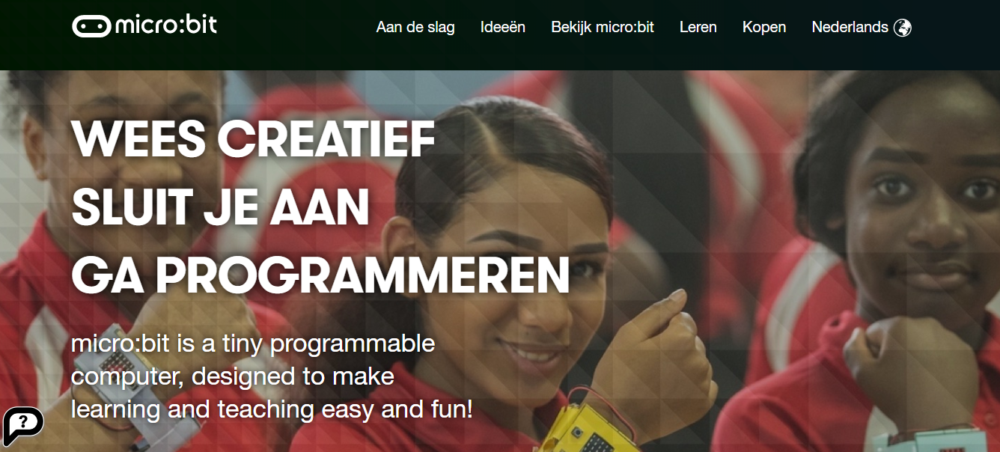 micro:bit
Aan de slag Ideeën Bekijk micro:bit Leren Kopen Nederlands
WEES CREATIEF
SLUIT JE AAN
GA PROGRAMMEREN
micro:bit is a tiny programmable
computer, designed to make
learning and teaching easy and fun!
?